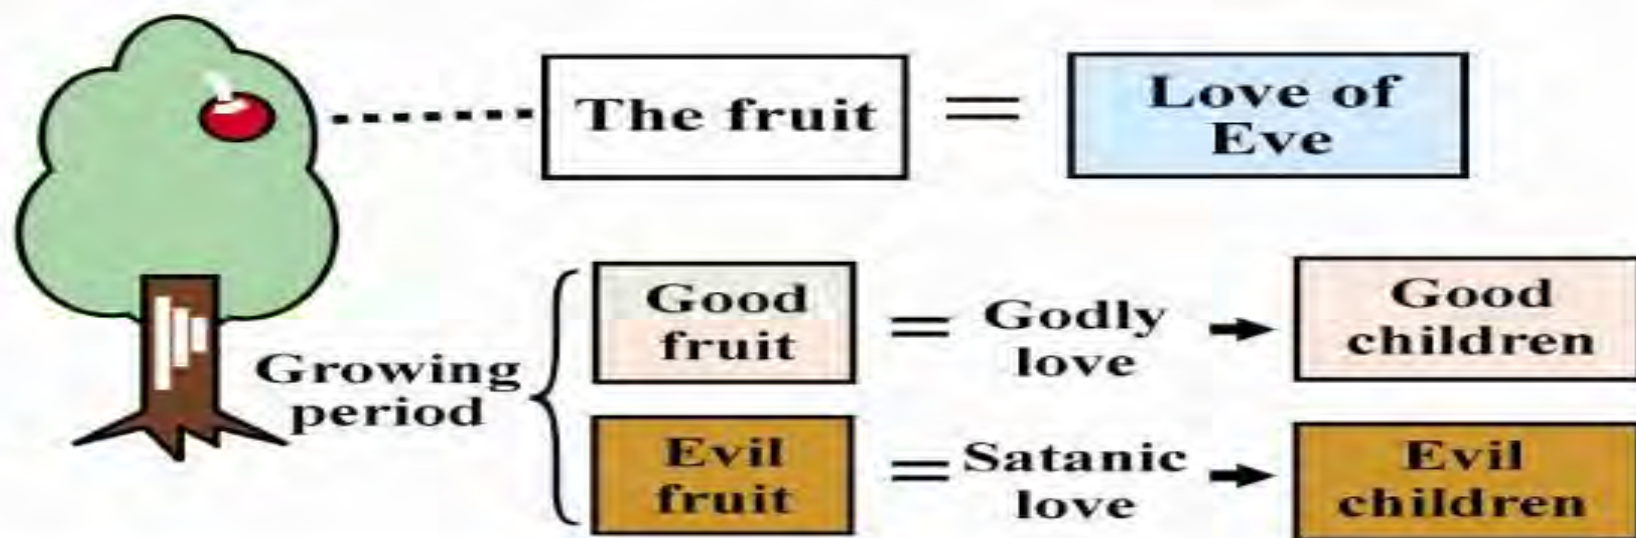 The fruit = Love of
Eve
Growing
period
Good
fruit
= Godly
love
Good
children
Evil
fruit
= Satanic
love
Evil
children